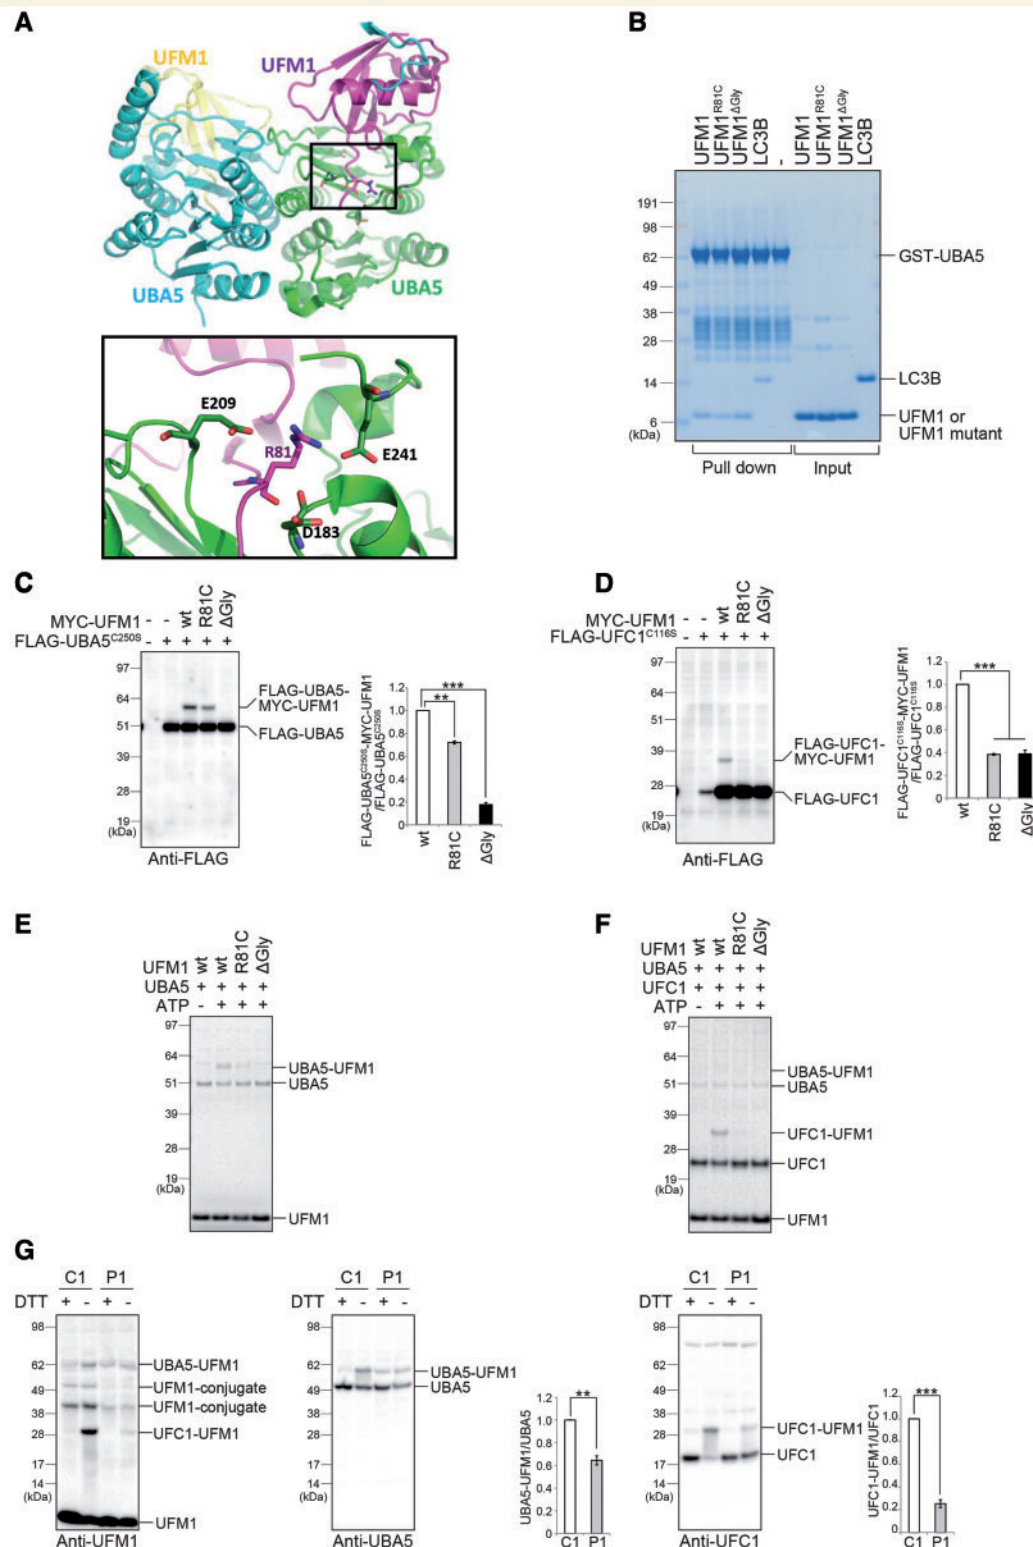 A
UFM1
UFM1
UBA5
UBA5
E209
R81
E241
D183
B
UFM1
UFM1R81C
UFM1ΔGly
LC3B
-
UFM1
UFM1R81C
UFM1ΔGly
LC3B
191
98
62
49
38
28
14
6
(kDa)
GST-UBA5
LC3B
UFM1 or
UFM1 mutant
Pull down
Input
C
MYC-UFM1 - - wt R81C ΔGly
FLAG-UBA5C250S - + + + +
97
64
51
39
28
19
(kDa)
FLAG-UBA5-
MYC-UFM1
FLAG-UBA5
Anti-FLAG
FLAG-UBA5C250S-MYC-UFM1
/FLAG-UBA5C250S
1.2
1.0
0.8
0.6
0.4
0.2
0
***
**
wt
R81C
ΔGly
D
MYC-UFM1 - - wt R81C ΔGly
FLAG-UFC1C116S - + + + +
97
64
51
39
28
19
(kDa)
FLAG-UFC1-
MYC-UFM1
FLAG-UFC1
Anti-FLAG
FLAG-UFC1C116S-MYC-UFM1
/FLAG-UFC1C116S
1.2
1
0.8
0.6
0.4
0.2
0
***
wt
R81C
ΔGly
E
UFM1 wt wt R81C ΔGly
UBA5 + + + +
ATP - + + +
97
64
51
39
28
19
(kDa)
UBA5-UFM1
UBA5
UFM1
F
UFM1 wt wt R81C ΔGly
UBA5 + + + +
UFC1 + + + +
ATP - + + +
97
64
51
39
28
19
(kDa)
UBA5-UFM1
UBA5
UFC1-UFM1
UFC1
UFM1
G
C1 P1
DTT + - + -
98
62
49
38
28
17
14
(kDa)
UBA5-UFM1
UFM1-conjugate
UFM1-conjugate
UFC1-UFM1
UFM1
Anti-UFM1
C1 P1
DTT + - + -
98
62
49
38
28
17
14
(kDa)
UBA5-UFM1
UBA5
Anti-UBA5
UBA5-UFM1/UBA5
1.2
1.0
0.8
0.6
0.4
0.2
0
**
C1 P1
C1 P1
DTT + - + -
98
62
49
38
28
17
14
(kDa)
UFC1-UFM1
UFC1
Anti-UFC1
UFC1-UFM1/UFC1
1.2
1
0.8
0.6
0.4
0.2
0
***
C1 P1